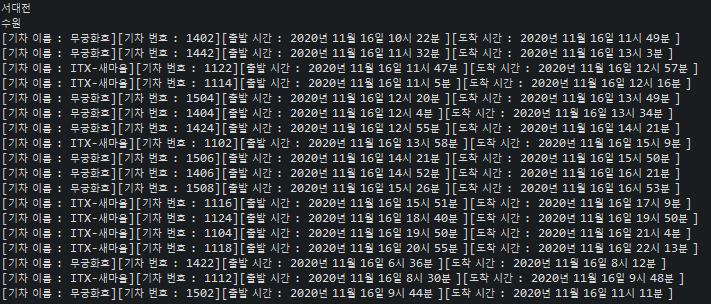 서대전
수원
[기차 이름 : 무궁화호][기차 번호 : 1402][출발 시간 : 2020년 11월 16일 10시 22분 ][도착 시간 : 2020년 11월 16일 11시 49분 ]
[기차 이름 : 무궁화호][기차 번호 : 1442][출발 시간 : 2020년 11월 16일 11시 32분 ][도착 시간 : 2020년 11월 16일 13시 3분 ]
[기차 이름 : ITX-새마을][기차 번호 : 1122][출발 시간 : 2020년 11월 16일 11시 47분 ][도착 시간 : 2020년 11월 16일 12시 57분 ]
[기차 이름 : ITX-새마을][기차 번호 : 1114][출발 시간 : 2020년 11월 16일 11시 5분 ][도착 시간 : 2020년 11월 16일 12시 16분 ]
[기차 이름 : 무궁화호][기차 번호 : 1504][출발 시간 : 2020년 11월 16일 12시 20분 ][도착 시간 : 2020년 11월 16일 13시 49분 ]
[기차 이름 : 무궁화호][기차 번호 : 1404][출발 시간 : 2020년 11월 16일 12시 4분 ][도착 시간 : 2020년 11월 16일 13시 34분 ]
[기차 이름 : 무궁화호][기차 번호 : 1424][출발 시간 : 2020년 11월 16일 12시 55분 ][도착 시간 : 2020년 11월 16일 14시 21분 ]
[기차 이름 : ITX-새마을][기차 번호 : 1102][출발 시간 : 2020년 11월 16일 13시 58분 ][도착 시간 : 2020년 11월 16일 15시 9분 ]
[기차 이름 : 무궁화호][기차 번호 : 1506][출발 시간 : 2020년 11월 16일 14시 21분 ][도착 시간 : 2020년 11월 16일 15시 50분 ]
[기차 이름 : 무궁화호][기차 번호 : 1406][출발 시간 : 2020년 11월 16일 14시 52분 ][도착 시간 : 2020년 11월 16일 16시 21분 ]
[기차 이름 : 무궁화호][기차 번호 : 1508][출발 시간 : 2020년 11월 16일 15시 26분 ][도착 시간 : 2020년 11월 16일 16시 53분 ]
[기차 이름 : ITX-새마을][기차 번호 : 1116][출발 시간 : 2020년 11월 16일 15시 51분 ][도착 시간 : 2020년 11월 16일 17시 9분 ]
[기차 이름 : ITX-새마을][기차 번호 : 1124][출발 시간 : 2020년 11월 16일 18시 40분 ][도착 시간 : 2020년 11월 16일 19시 50분 ]
[기차 이름 : ITX-새마을][기차 번호 : 1104][출발 시간 : 2020년 11월 16일 19시 50분 ][도착 시간 : 2020년 11월 16일 21시 4분 ]
[기차 이름 : ITX-새마을][기차 번호 : 1118][출발 시간 : 2020년 11월 16일 20시 55분 ][도착 시간 : 2020년 11월 16일 22시 13분 ]
[기차 이름 : 무궁화호][기차 번호 : 1422][출발 시간 : 2020년 11월 16일 6시 36분 ][도착 시간 : 2020년 11월 16일 8시 12분 ]
[기차 이름 : ITX-새마을][기차 번호 : 1112][출발 시간 : 2020년 11월 16일 8시 30분 ][도착 시간 : 2020년 11월 16일 9시 48분 ]
[기차 이름 : 무궁화호][기차 번호 : 1502][출발 시간 : 2020년 11월 16일 9시 44분 ][도착 시간 : 2020년 11월 16일 11시 11분 ]